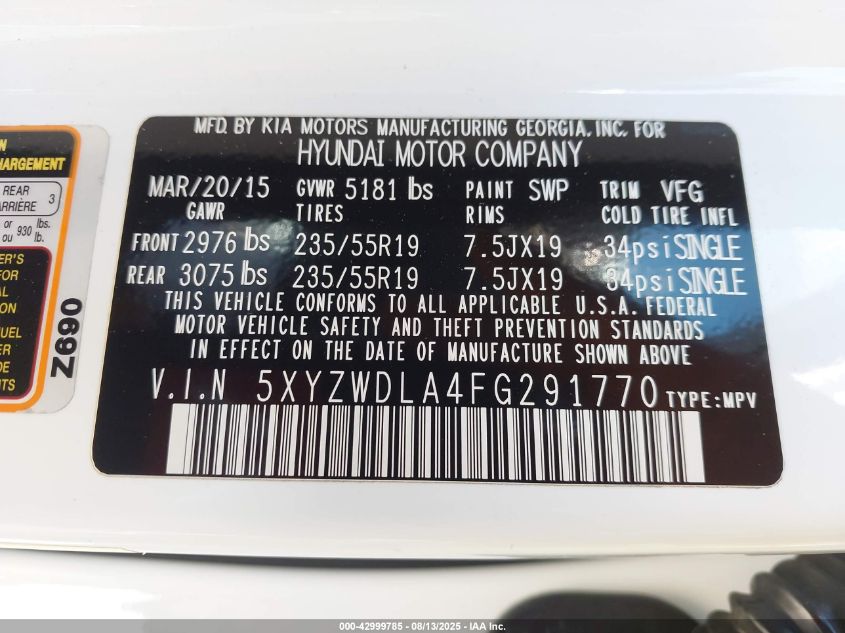 MFD. BY KIA MOTORS MANUFACTURING GEORGIA, INC. FOR
HYUNDAI MOTOR COMPANY
MAR/20/15 GVWR 5181 lbs PAINT SWP TRIM VFG
GAWR TIRES RIMS COLD TIRE INFL
FRONT 2976 lbs 235/55R19 7.5JX19 34psi SINGLE
REAR 3075 lbs 235/55R19 7.5JX19 34psi SINGLE
THIS VEHICLE CONFORMS TO ALL APPLICABLE U.S.A. FEDERAL
MOTOR VEHICLE SAFETY AND THEFT PREVENTION STANDARDS
IN EFFECT ON THE DATE OF MANUFACTURE SHOWN ABOVE
V.I.N 5XYZWDLA4FG291770 TYPE:MPV
REAR
3
or 930 lbs.
ou lb.
Z690
000-42999785 - 08/13/2025 - IAA Inc.